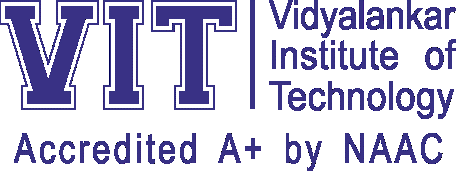 VIT
Vidyalankar
Institute of
Technology
Accredited A+ by NAAC